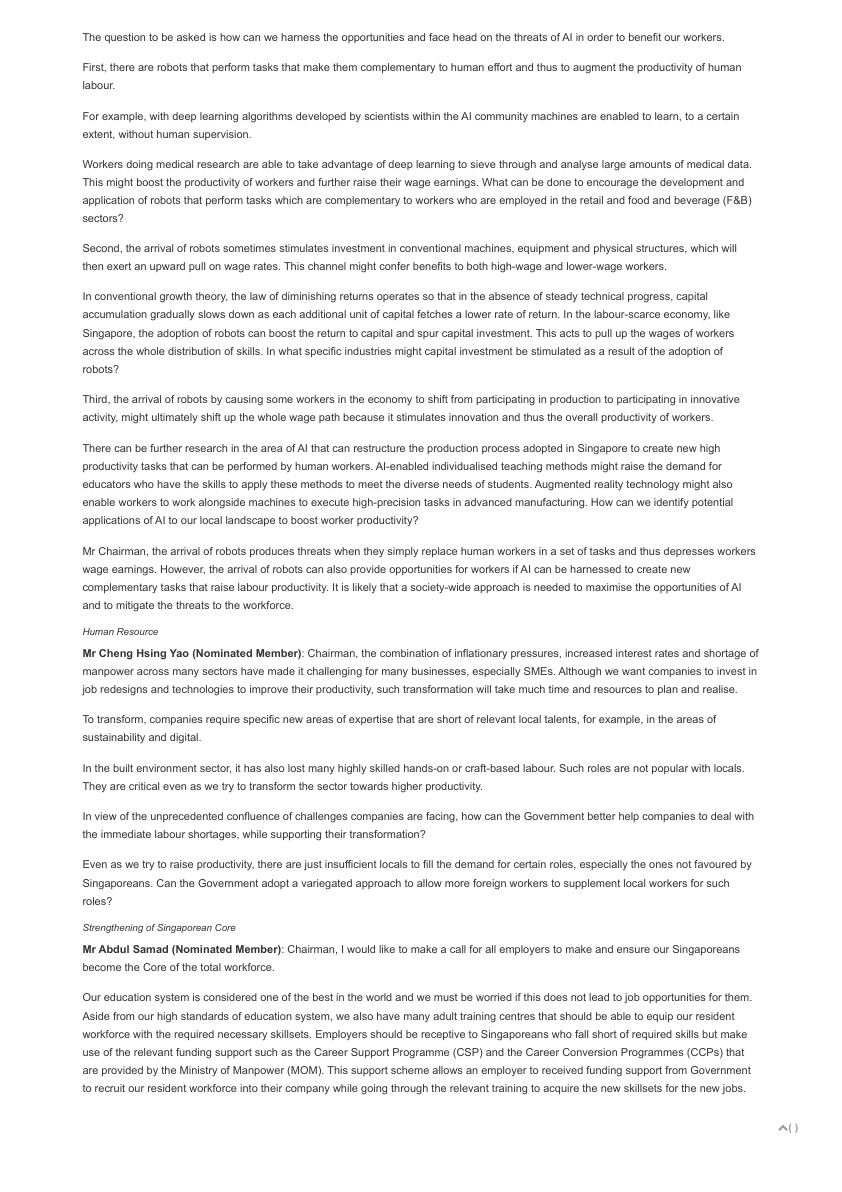 The question to be asked is how can we harness the opportunities and face head on the threats of AI in order to benefit our workers.
First, there are robots that perform tasks that make them complementary to human effort and thus to augment the productivity of human
labour.
For example, with deep learning algorithms developed by scientists within the AI community machines are enabled to learn, to a certain
extent, without human supervision.
Workers doing medical research are able to take advantage of deep learning to sieve through and analyse large amounts of medical data.
This might boost the productivity of workers and further raise their wage earnings. What can be done to encourage the development and
application of robots that perform tasks which are complementary to workers who are employed in the retail and food and beverage (F&B)
sectors?
Second, the arrival of robots sometimes stimulates investment in conventional machines, equipment and physical structures, which will
then exert an upward pull on wage rates. This channel might confer benefits to both high-wage and lower-wage workers.
In conventional growth theory, the law of diminishing returns operates so that in the absence of steady technical progress, capital
accumulation gradually slows down as each additional unit of capital fetches a lower rate of return. In the labour-scarce economy, like
Singapore, the adoption of robots can boost the return to capital and spur capital investment. This acts to pull up the wages of workers
across the whole distribution of skills. In what specific industries might capital investment be stimulated as a result of the adoption of
robots?
Third, the arrival of robots by causing some workers in the economy to shift from participating in production to participating in innovative
activity, might ultimately shift up the whole wage path because it stimulates innovation and thus the overall productivity of workers.
There can be further research in the area of AI that can restructure the production process adopted in Singapore to create new high
productivity tasks that can be performed by human workers. AI-enabled individualised teaching methods might raise the demand for
educators who have the skills to apply these methods to meet the diverse needs of students. Augmented reality technology might also
enable workers to work alongside machines to execute high-precision tasks in advanced manufacturing. How can we identify potential
applications of AI to our local landscape to boost worker productivity?
Mr Chairman, the arrival of robots produces threats when they simply replace human workers in a set of tasks and thus depresses workers
wage earnings. However, the arrival of robots can also provide opportunities for workers if AI can be harnessed to create new
complementary tasks that raise labour productivity. It is likely that a society-wide approach is needed to maximise the opportunities of AI
and to mitigate the threats to the workforce.
Human Resource
Mr Cheng Hsing Yao (Nominated Member): Chairman, the combination of inflationary pressures, increased interest rates and shortage of
manpower across many sectors have made it challenging for many businesses, especially SMEs. Although we want companies to invest in
job redesigns and technologies to improve their productivity, such transformation will take much time and resources to plan and realise.
To transform, companies require specific new areas of expertise that are short of relevant local talents, for example, in the areas of
sustainability and digital.
In the built environment sector, it has also lost many highly skilled hands-on or craft-based labour. Such roles are not popular with locals.
They are critical even as we try to transform the sector towards higher productivity.
In view of the unprecedented confluence of challenges companies are facing, how can the Government better help companies to deal with
the immediate labour shortages, while supporting their transformation?
Even as we try to raise productivity, there are just insufficient locals to fill the demand for certain roles, especially the ones not favoured by
Singaporeans. Can the Government adopt a variegated approach to allow more foreign workers to supplement local workers for such
roles?
Strengthening of Singaporean Core
Mr Abdul Samad (Nominated Member): Chairman, I would like to make a call for all employers to make and ensure our Singaporeans
become the Core of the total workforce.
Our education system is considered one of the best in the world and we must be worried if this does not lead to job opportunities for them.
Aside from our high standards of education system, we also have many adult training centres that should be able to equip our resident
workforce with the required necessary skillsets. Employers should be receptive to Singaporeans who fall short of required skills but make
use of the relevant funding support such as the Career Support Programme (CSP) and the Career Conversion Programmes (CCPs) that
are provided by the Ministry of Manpower (MOM). This support scheme allows an employer to received funding support from Government
to recruit our resident workforce into their company while going through the relevant training to acquire the new skillsets for the new jobs.
( )